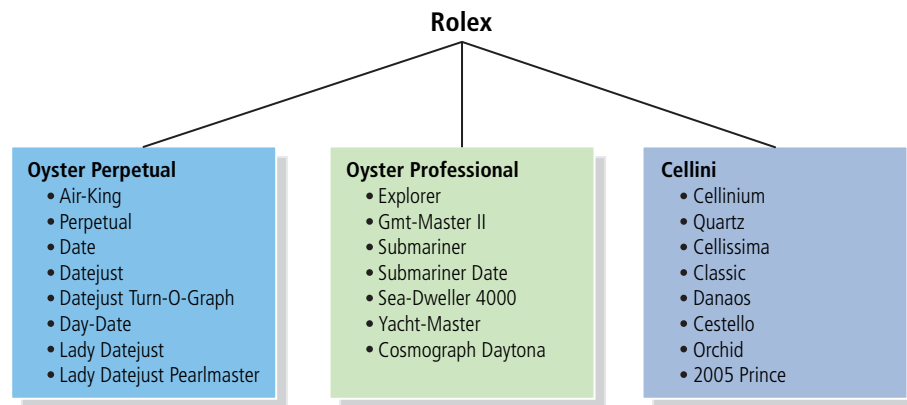 Rolex
Oyster Perpetual
• Air-King
• Perpetual
• Date
• Datejust
• Datejust Turn-O-Graph
• Day-Date
• Lady Datejust
• Lady Datejust Pearlmaster
Oyster Professional
• Explorer
• Gmt-Master II
• Submariner
• Submariner Date
• Sea-Dweller 4000
• Yacht-Master
• Cosmograph Daytona
Cellini
• Cellinium
• Quartz
• Cellissima
• Classic
• Danaos
• Cestello
• Orchid
• 2005 Prince